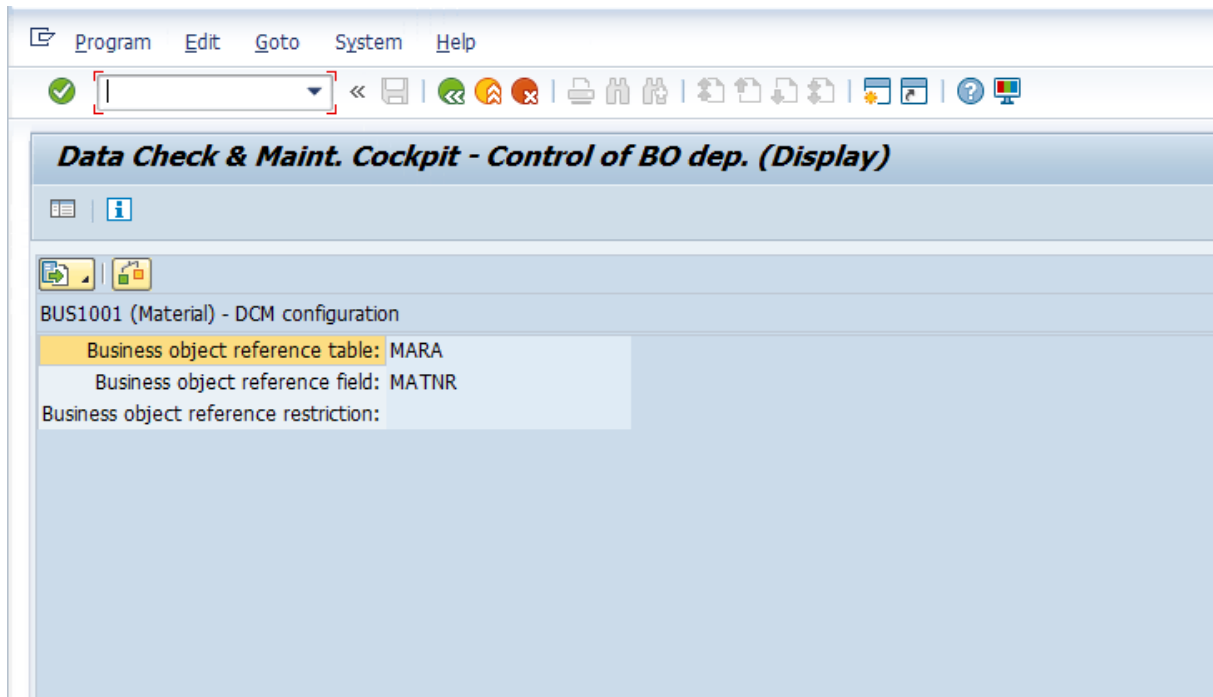 Program Edit Goto System Help
Data Check & Maint. Cockpit - Control of BO dep. (Display)
BUS1001 (Material) - DCM configuration
Business object reference table: MARA
Business object reference field: MATNR
Business object reference restriction: